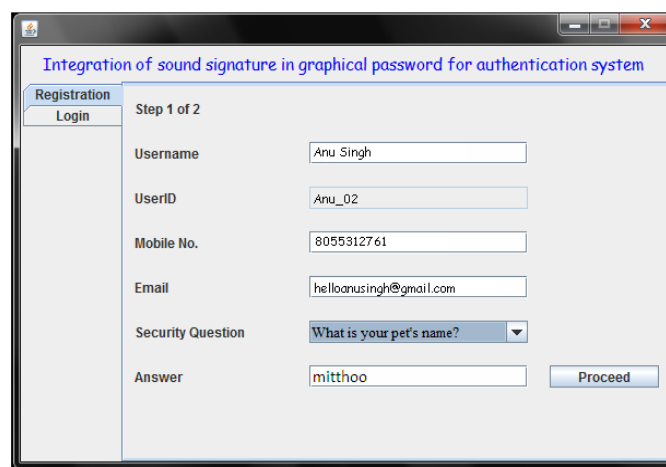 Integration of sound signature in graphical password for authentication system
Registration
Login
Step 1 of 2
Username Anu Singh
UserID Anu_02
Mobile No. 8055312761
Email helloanusingh@gmail.com
Security Question What is your pet's name?
Answer mitthoo Proceed